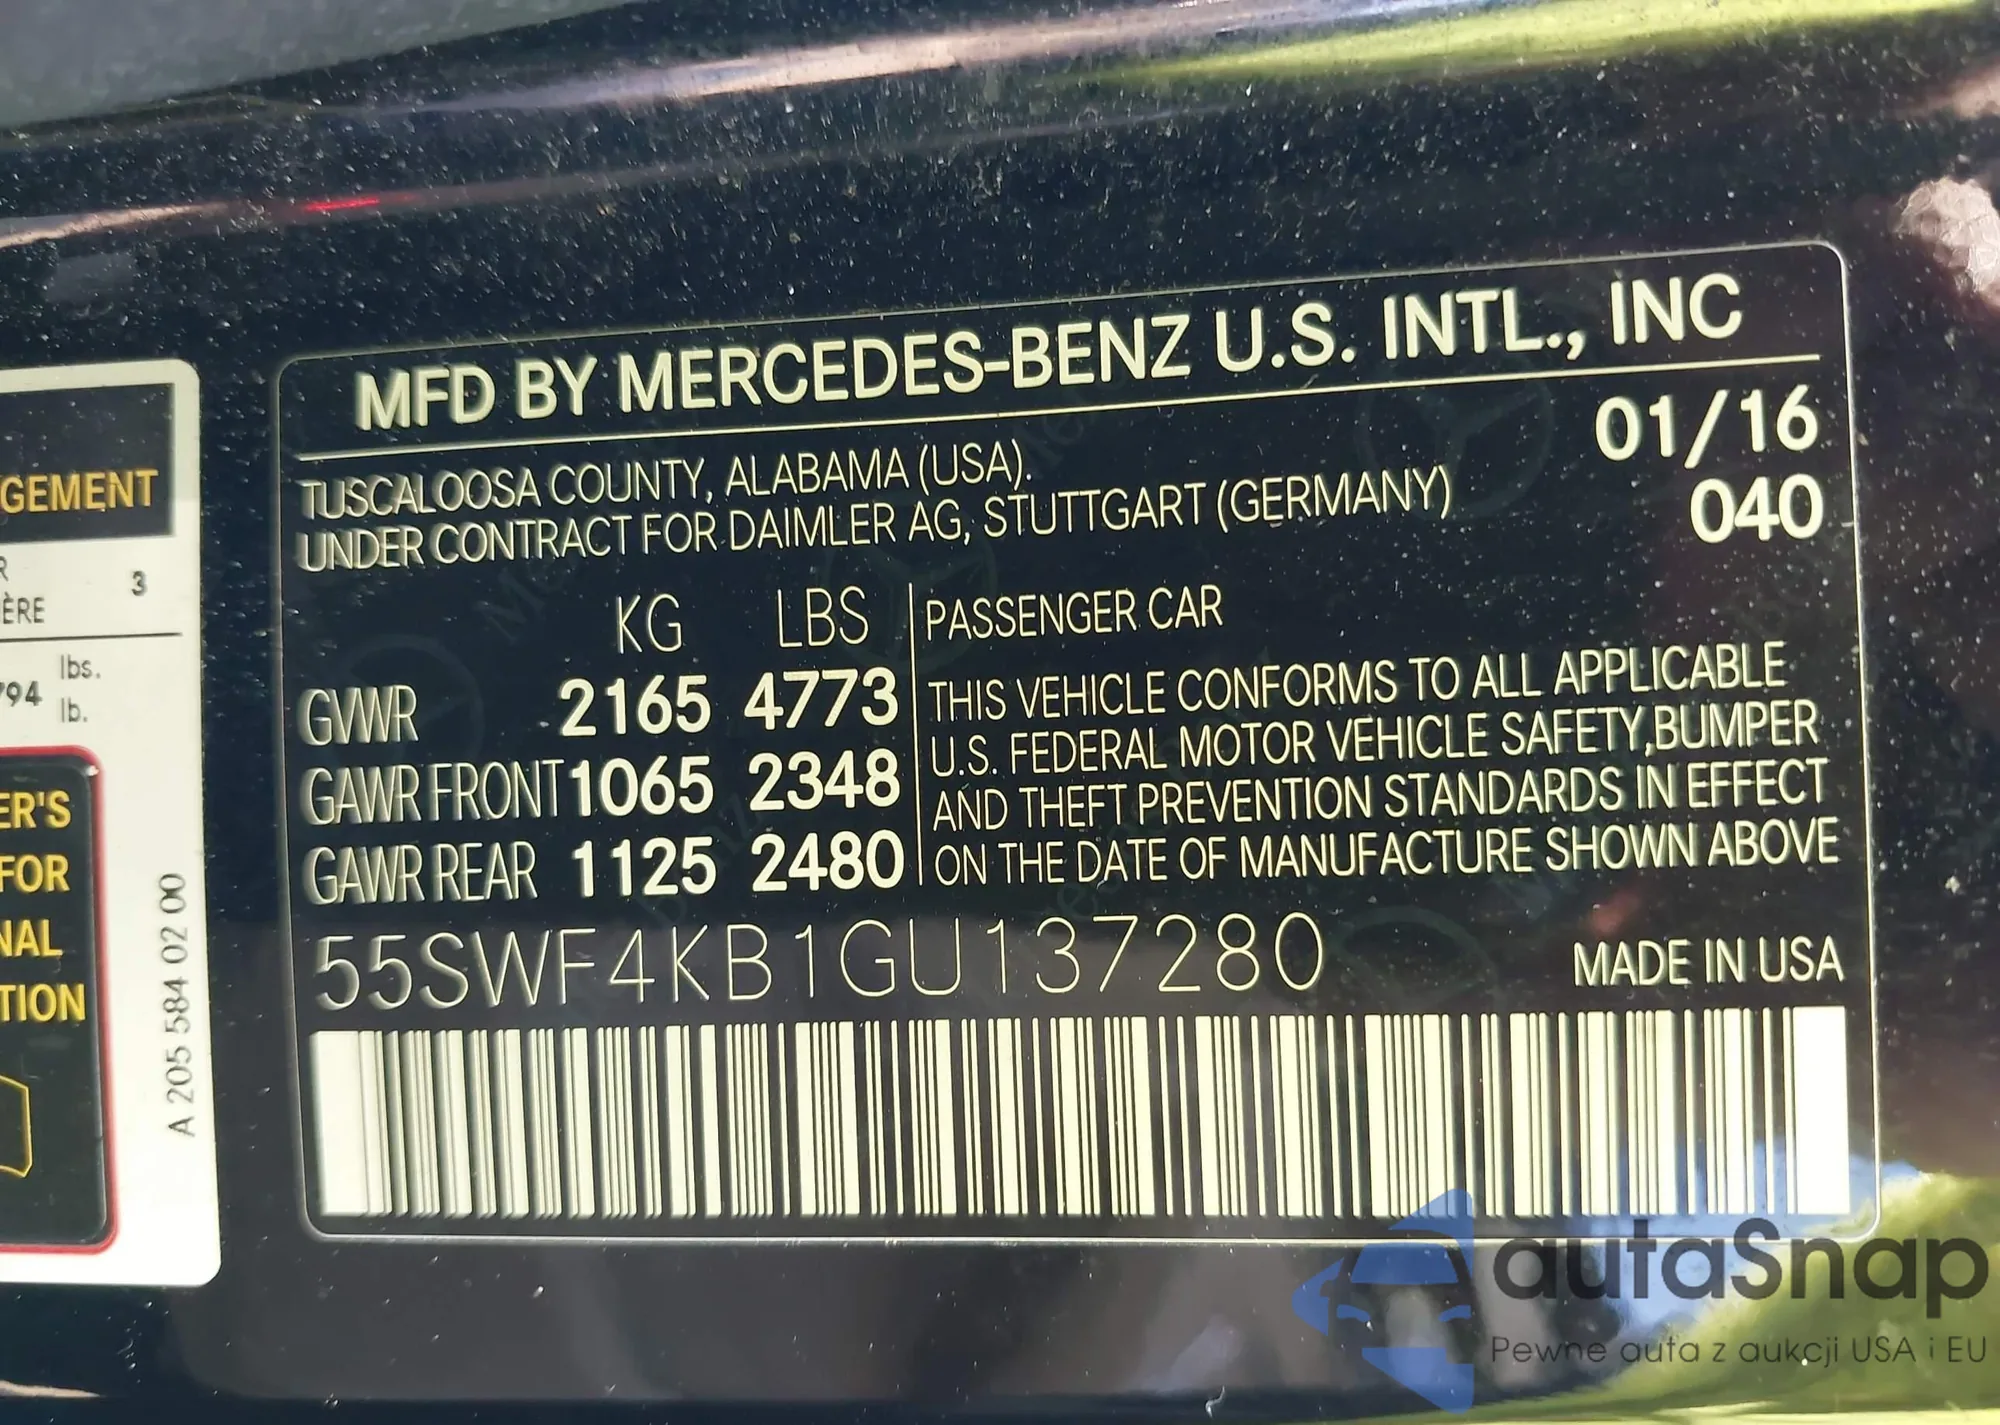 MFD BY MERCEDES-BENZ U.S. INTL., INC
01/16
TUSCALOOSA COUNTY, ALABAMA (USA).
UNDER CONTRACT FOR DAIMLER AG, STUTTGART (GERMANY)
040
KG LBS
GVWR 2165 4773
GAWR FRONT 1065 2348
GAWR REAR 1125 2480
PASSENGER CAR
THIS VEHICLE CONFORMS TO ALL APPLICABLE
U.S. FEDERAL MOTOR VEHICLE SAFETY,BUMPER
AND THEFT PREVENTION STANDARDS IN EFFECT
ON THE DATE OF MANUFACTURE SHOWN ABOVE
55SWF4KB1GU137280
MADE IN USA
GEMENT
R
ÈRE
3
794
lbs.
lb.
ER'S
FOR
NAL
TION
A 205 584 02 00
autaSnap
Pewne auta z aukcji USA i EU